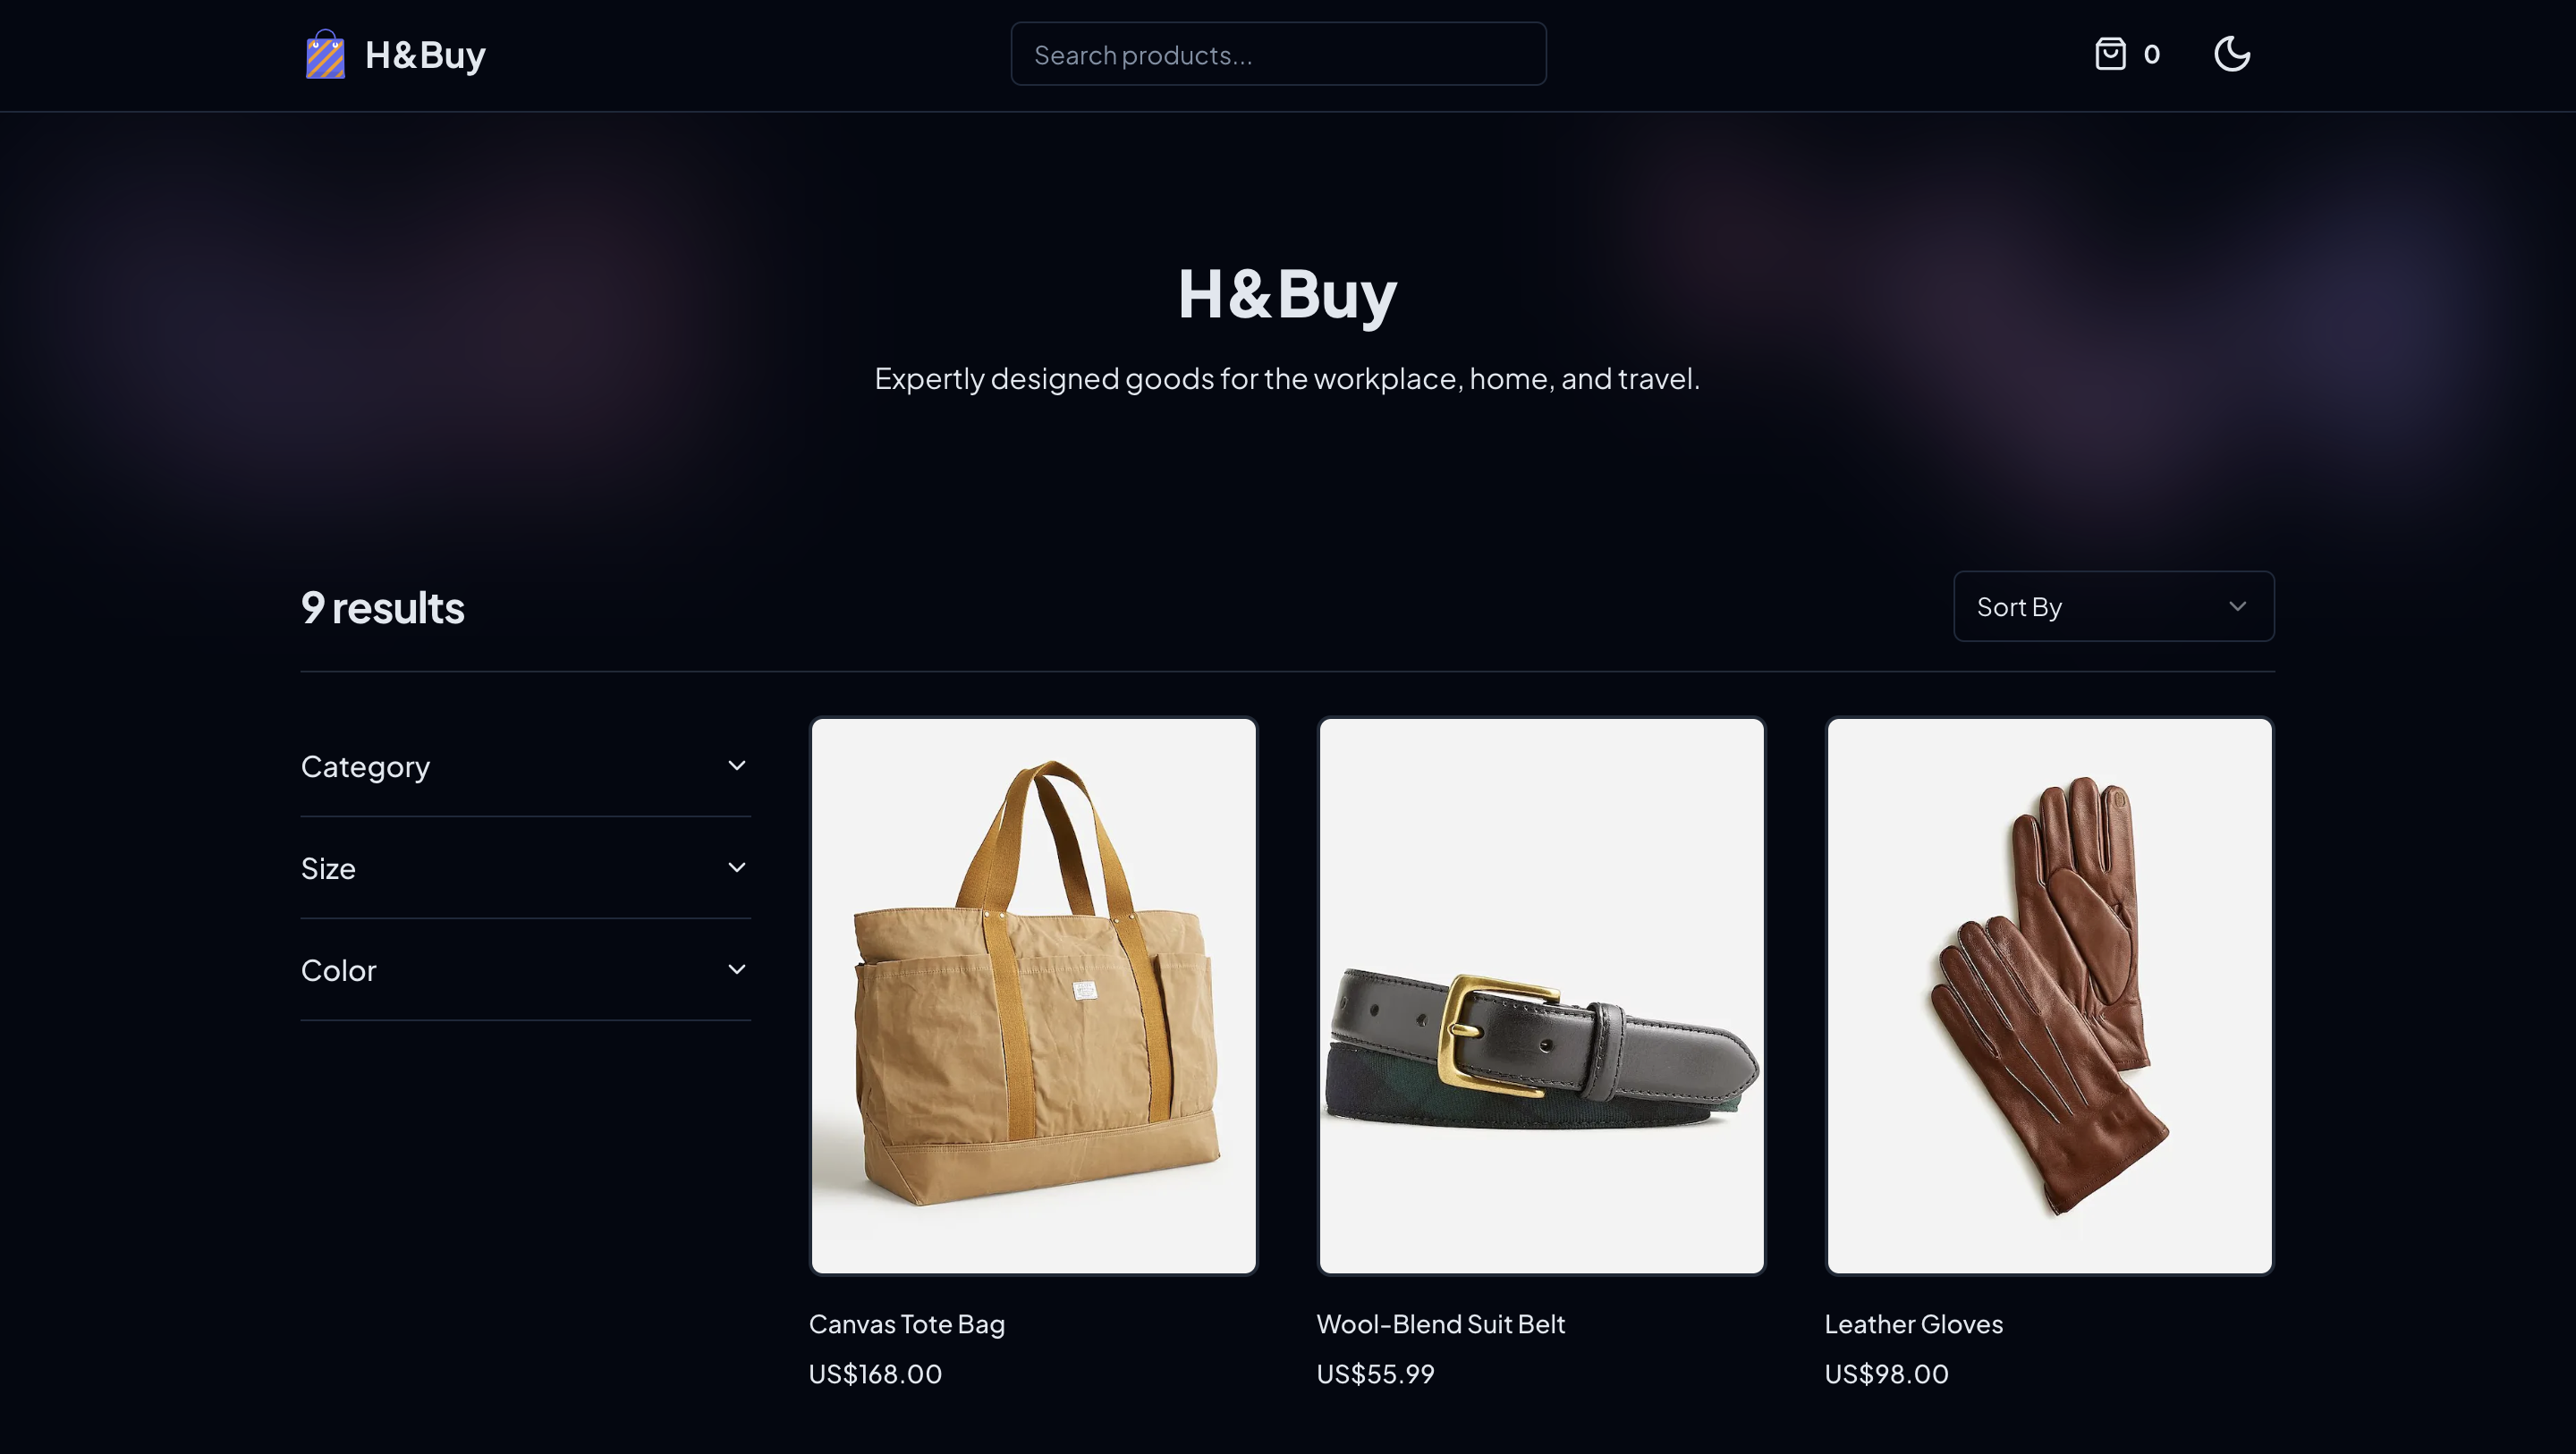 H&Buy
Search products...
0
H&Buy
Expertly designed goods for the workplace, home, and travel.
9 results
Sort By
Category
Size
Color
Canvas Tote Bag
US$168.00
Wool-Blend Suit Belt
US$55.99
Leather Gloves
US$98.00